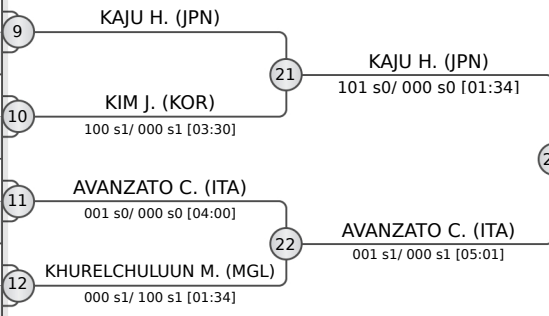 9
KAJU H. (JPN)
21
KAJU H. (JPN)
101 s0/ 000 s0 [01:34]
10
KIM J. (KOR)
100 s1/ 000 s1 [03:30]
11
AVANZATO C. (ITA)
001 s0/ 000 s0 [04:00]
22
AVANZATO C. (ITA)
001 s1/ 000 s1 [05:01]
12
KHURELCHULUUN M. (MGL)
000 s1/ 100 s1 [01:34]